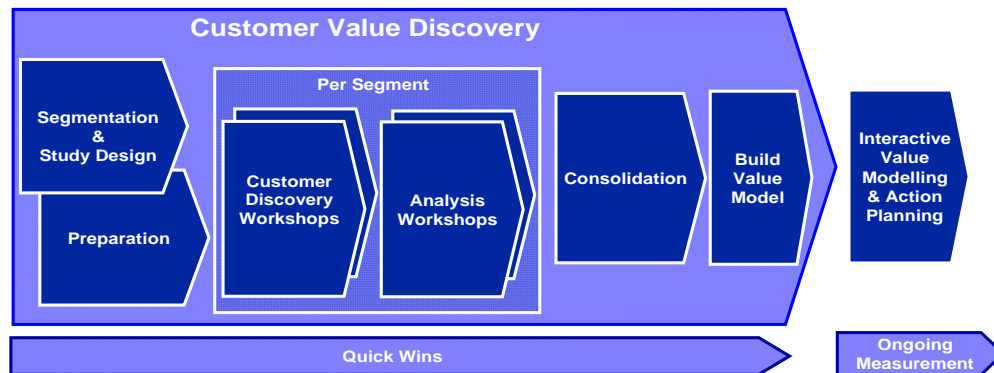 Customer Value Discovery
Segmentation
&
Study Design
Preparation
Per Segment
Customer
Discovery
Workshops
Analysis
Workshops
Consolidation
Build
Value
Model
Interactive
Value
Modelling
& Action
Planning
Quick Wins
Ongoing
Measurement